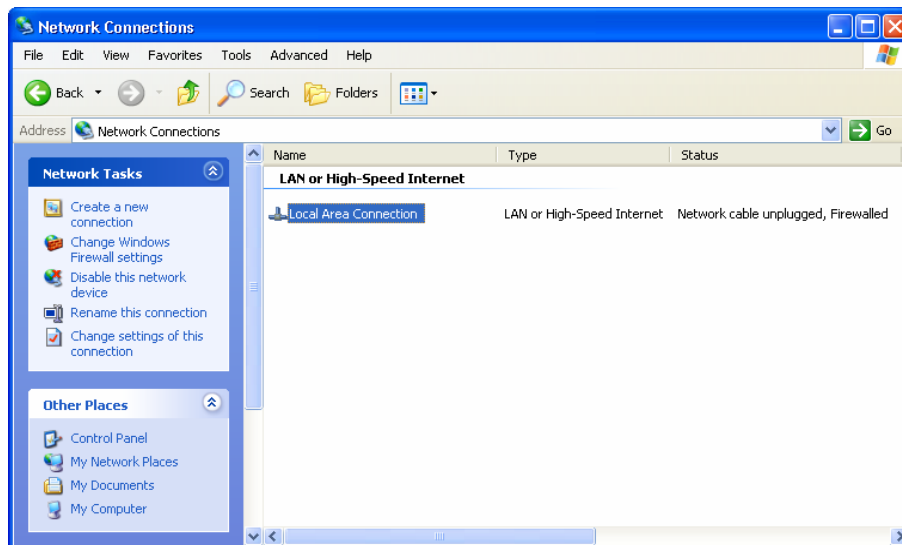 Network Connections
File Edit View Favorites Tools Advanced Help
Back Search Folders
Address Network Connections Go
Network Tasks
Create a new
connection
Change Windows
Firewall settings
Disable this network
device
Rename this connection
Change settings of this
connection
Other Places
Control Panel
My Network Places
My Documents
My Computer
Name Type Status
LAN or High-Speed Internet
Local Area Connection LAN or High-Speed Internet Network cable unplugged, Firewalled